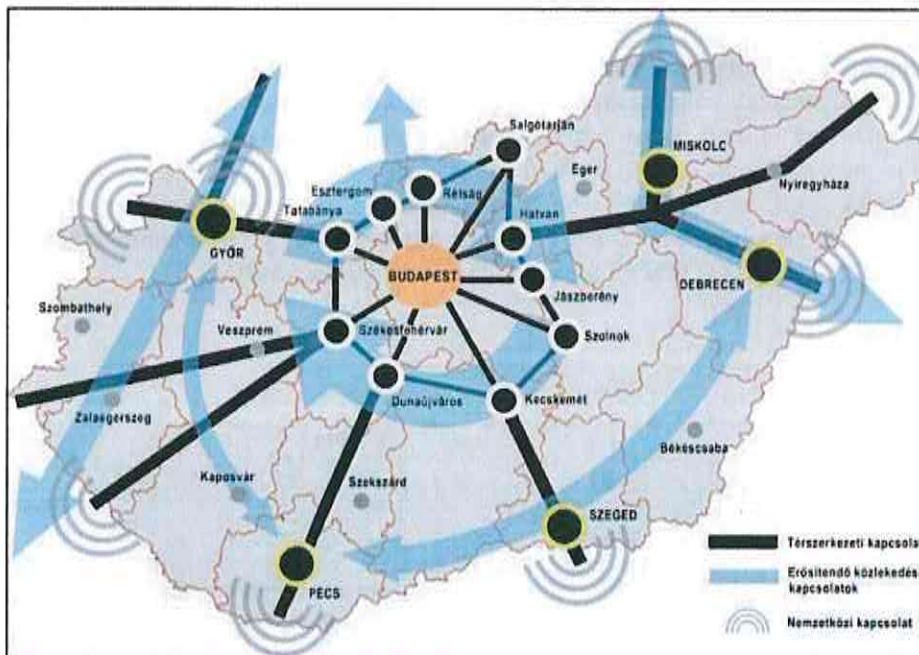 Salgótarján
MISKOLC
Eger
Nyíregyháza
Esztergom
Rétság
Tatabánya
Hatvan
GYŐR
BUDAPEST
DEBRECEN
Jászberény
Szombathely
Veszprém
Székesfehérvár
Szolnok
Zalaegerszeg
Dunaújváros
Kecskemét
Békéscsaba
Kaposvár
Szekszárd
SZEGED
PÉCS
Térszerkezeti kapcsola
Erősítendő közlekedés
kapcsolatok
Nemzetközi kapcsolat